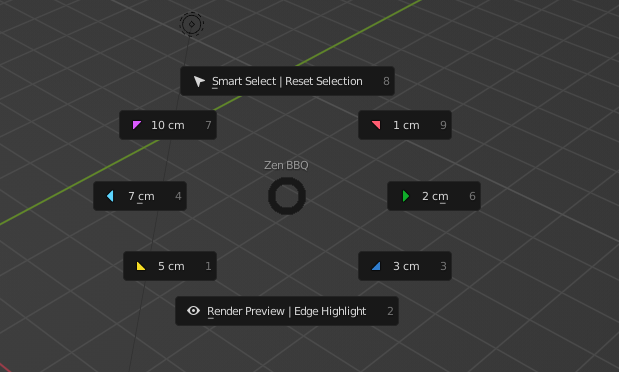 Smart Select | Reset Selection 8
10 cm 7
1 cm 9
Zen BBQ
7 cm 4
2 cm 6
5 cm 1
3 cm 3
Render Preview | Edge Highlight 2